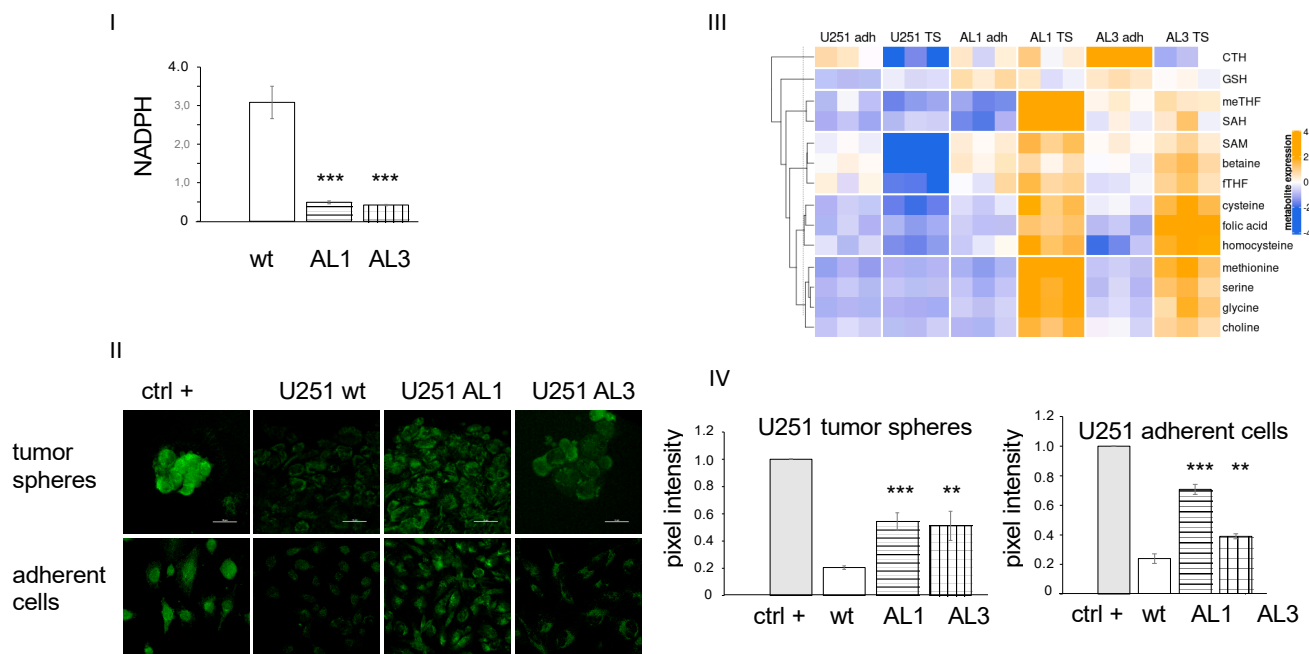 I
4.0
3,0
2,0
1,0
0
NADPH
*** ***
wt AL1 AL3
III
U251 adh U251 TS AL1 adh AL1 TS AL3 adh AL3 TS
CTH
GSH
meTHF
SAH
SAM
betaine
fTHF
cysteine
folic acid
homocysteine
methionine
serine
glycine
choline
metabolite expression
4
2
0
-2
-4
II
ctrl + U251 wt U251 AL1 U251 AL3
tumor
spheres
adherent
cells
IV
U251 tumor spheres
pixel intensity
1.2
1
0.8
0.6
0.4
0.2
0
*** **
ctrl + wt AL1 AL3
U251 adherent cells
pixel intensity
1.2
1.0
0.8
0.6
0.4
0.2
0
*** **
ctrl + wt AL1 AL3